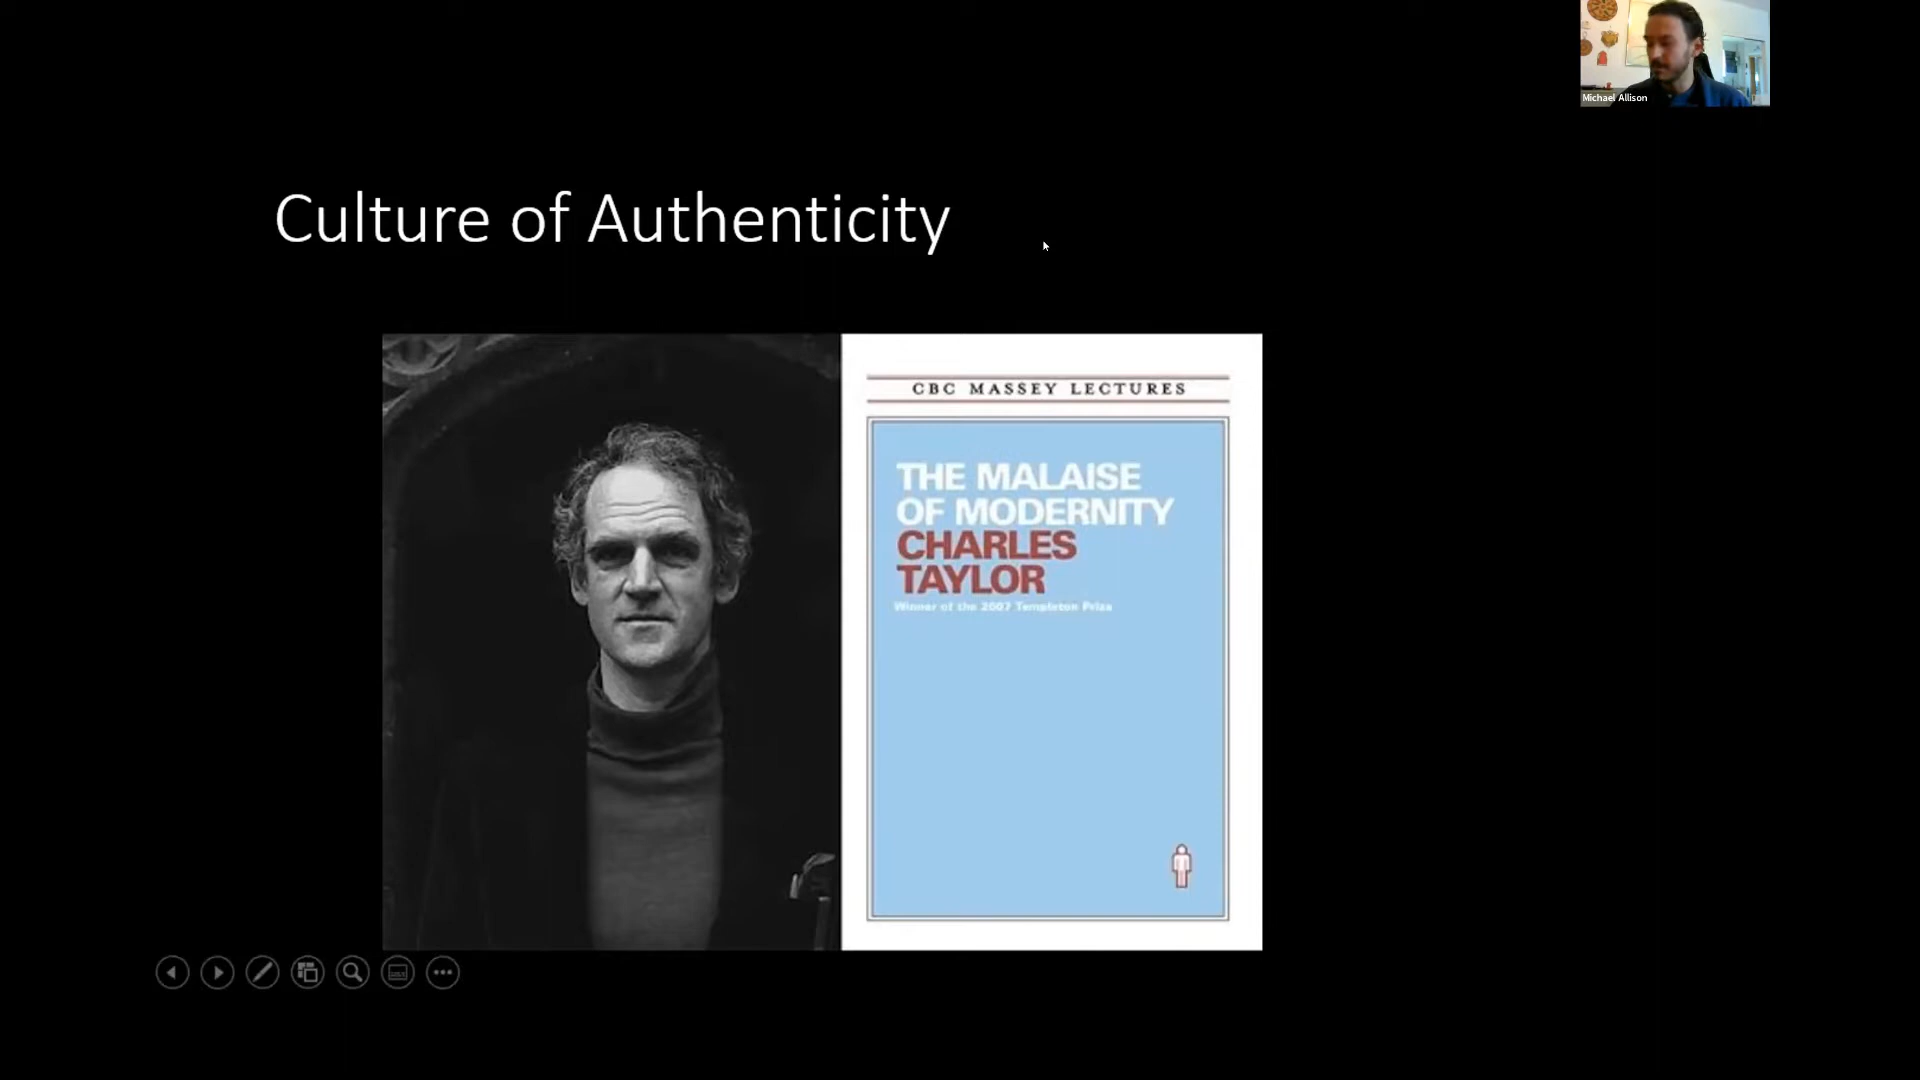 Michael Allison
Culture of Authenticity
CBC MASSEY LECTURES
THE MALAISE
OF MODERNITY
CHARLES
TAYLOR
Winner of the 2007 Templeton Prize